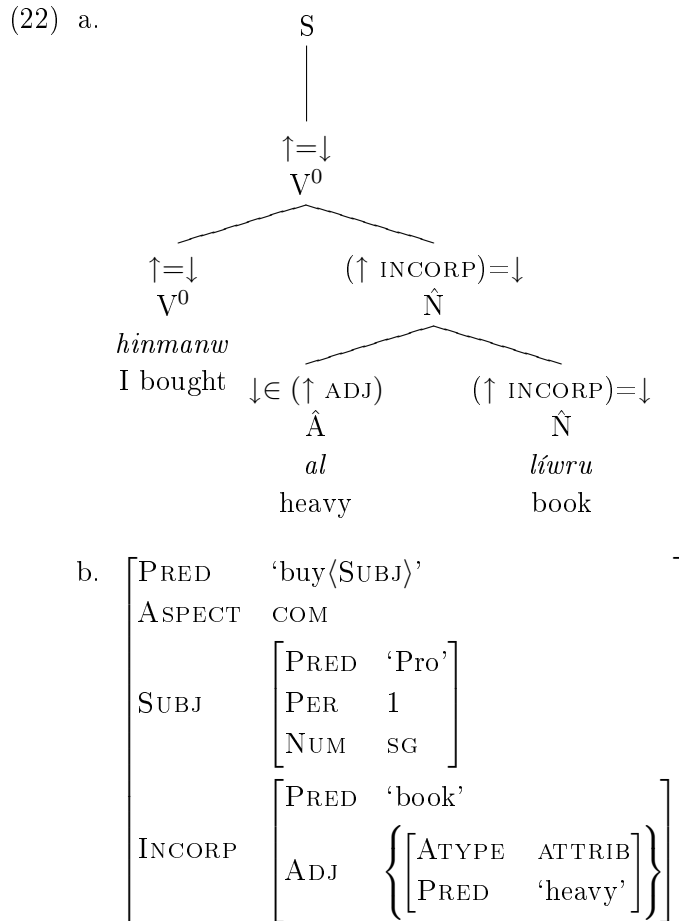 (22) a.
S
↑=↓
V⁰
↑=↓ (↑ INCORP)=↓
V⁰ N̂
hinmanw
I bought ↓∈ (↑ ADJ) (↑ INCORP)=↓
Â N̂
al líwru
heavy book
b.
PRED ‘buy⟨SUBJ⟩’
ASPECT COM
PRED ‘Pro’
SUBJ PER 1
NUM SG
PRED ‘book’
INCORP ADJ ATYPE ATTRIB
PRED ‘heavy’